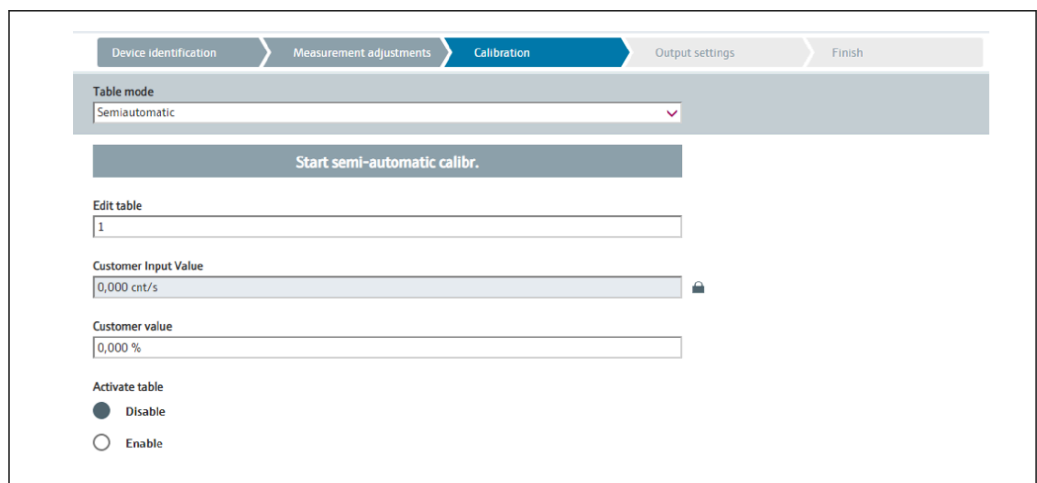 Device identification
Measurement adjustments
Calibration
Output settings
Finish
Table mode
Semiautomatic
Start semi-automatic calibr.
Edit table
1
Customer Input Value
0,000 cnt/s
Customer value
0,000 %
Activate table
Disable
Enable